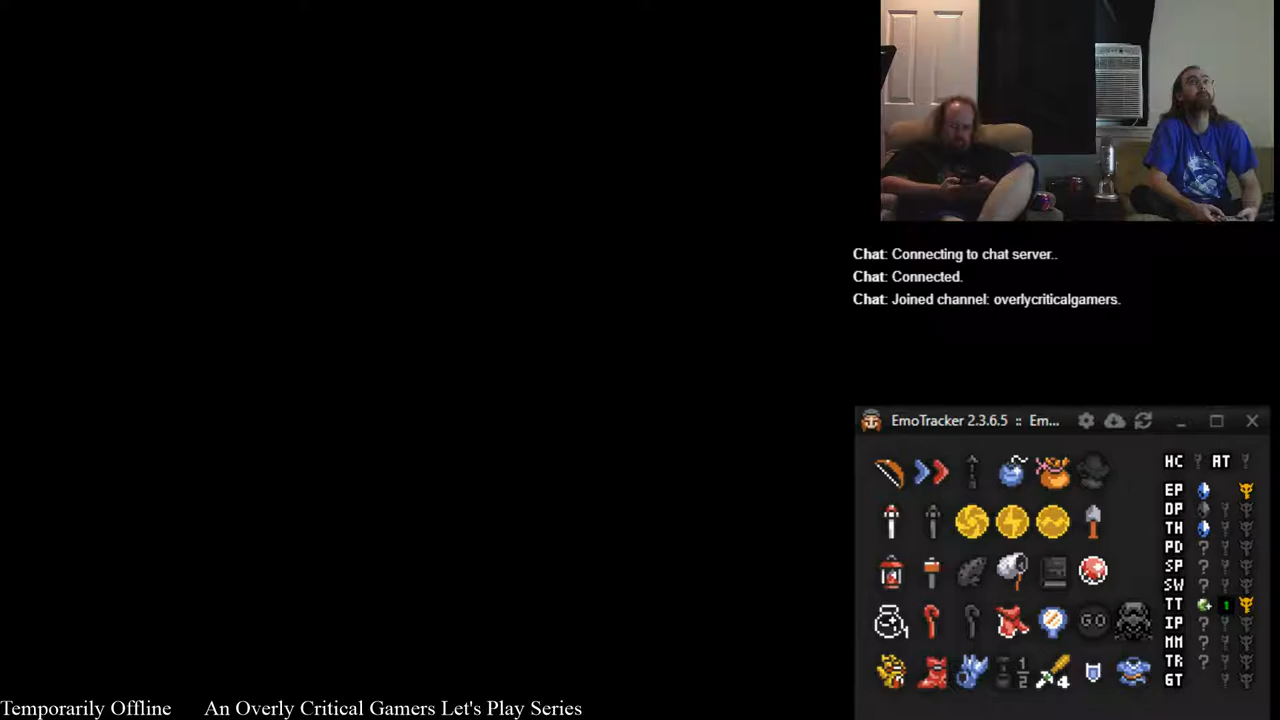 Chat: Connecting to chat server..
Chat: Connected.
Chat: Joined channel: overlycriticalgamers.
EmoTracker 2.3.6.5 :: Em...
HC AT
EP
DP
TH
PD ?
SP ?
SW ?
TT 1
IP ?
MM ?
TR ?
GT
GO
1/2
4
1
Temporarily Offline An Overly Critical Gamers Let's Play Series